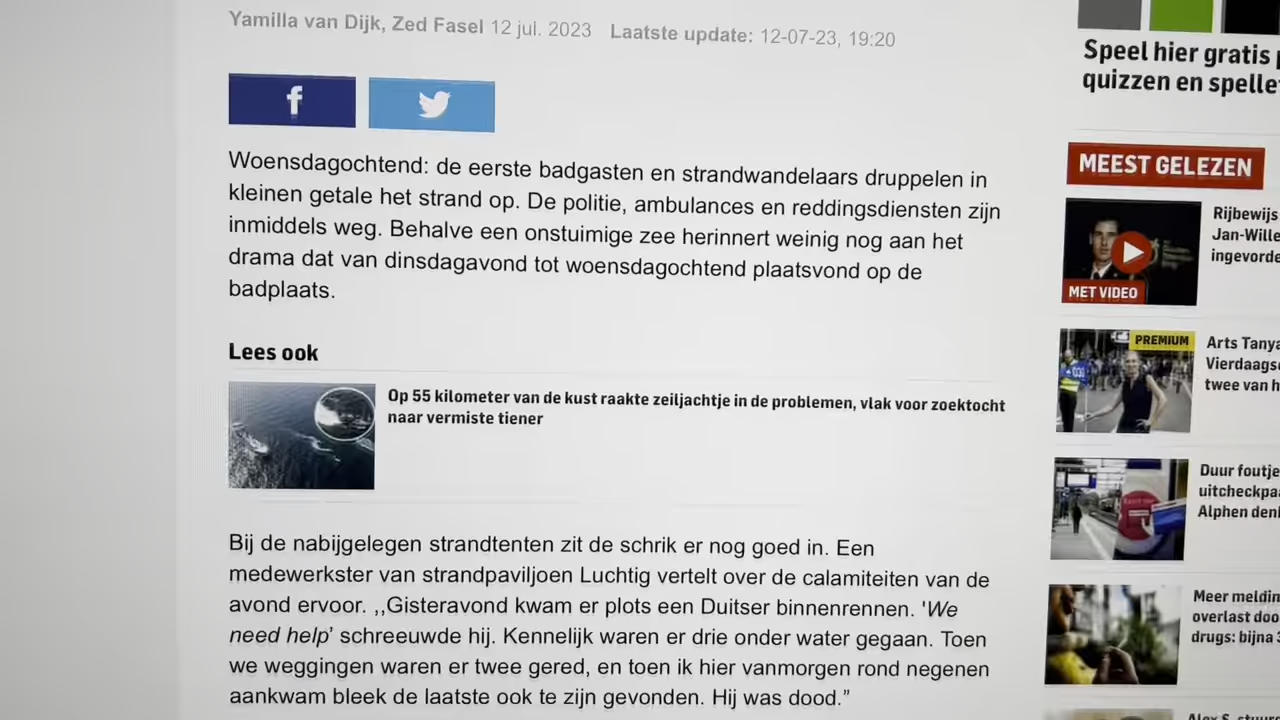 Yamilla van Dijk, Zed Fasel 12 jul. 2023 Laatste update: 12-07-23, 19:20
Woensdagochtend: de eerste badgasten en strandwandelaars druppelen in
kleinen getale het strand op. De politie, ambulances en reddingsdiensten zijn
inmiddels weg. Behalve een onstuimige zee herinnert weinig nog aan het
drama dat van dinsdagavond tot woensdagochtend plaatsvond op de
badplaats.
Lees ook
Op 55 kilometer van de kust raakte zeiljachtje in de problemen, vlak voor zoektocht
naar vermiste tiener
Bij de nabijgelegen strandtenten zit de schrik er nog goed in. Een
medewerkster van strandpaviljoen Luchtig vertelt over de calamiteiten van de
avond ervoor. ,,Gisteravond kwam er plots een Duitser binnenrennen. 'We
need help' schreeuwde hij. Kennelijk waren er drie onder water gegaan. Toen
we weggingen waren er twee gered, en toen ik hier vanmorgen rond negenen
aankwam bleek de laatste ook te zijn gevonden. Hij was dood.”
Speel hier gratis
quizzen en spelle
MEEST GELEZEN
MET VIDEO
Rijbewijs
Jan-Wille
ingevorde
PREMIUM
Arts Tanya
Vierdaagse
twee van h
Duur foutje
uitcheckpa
Alphen den
Meer meldin
overlast doo
drugs: bijna 3